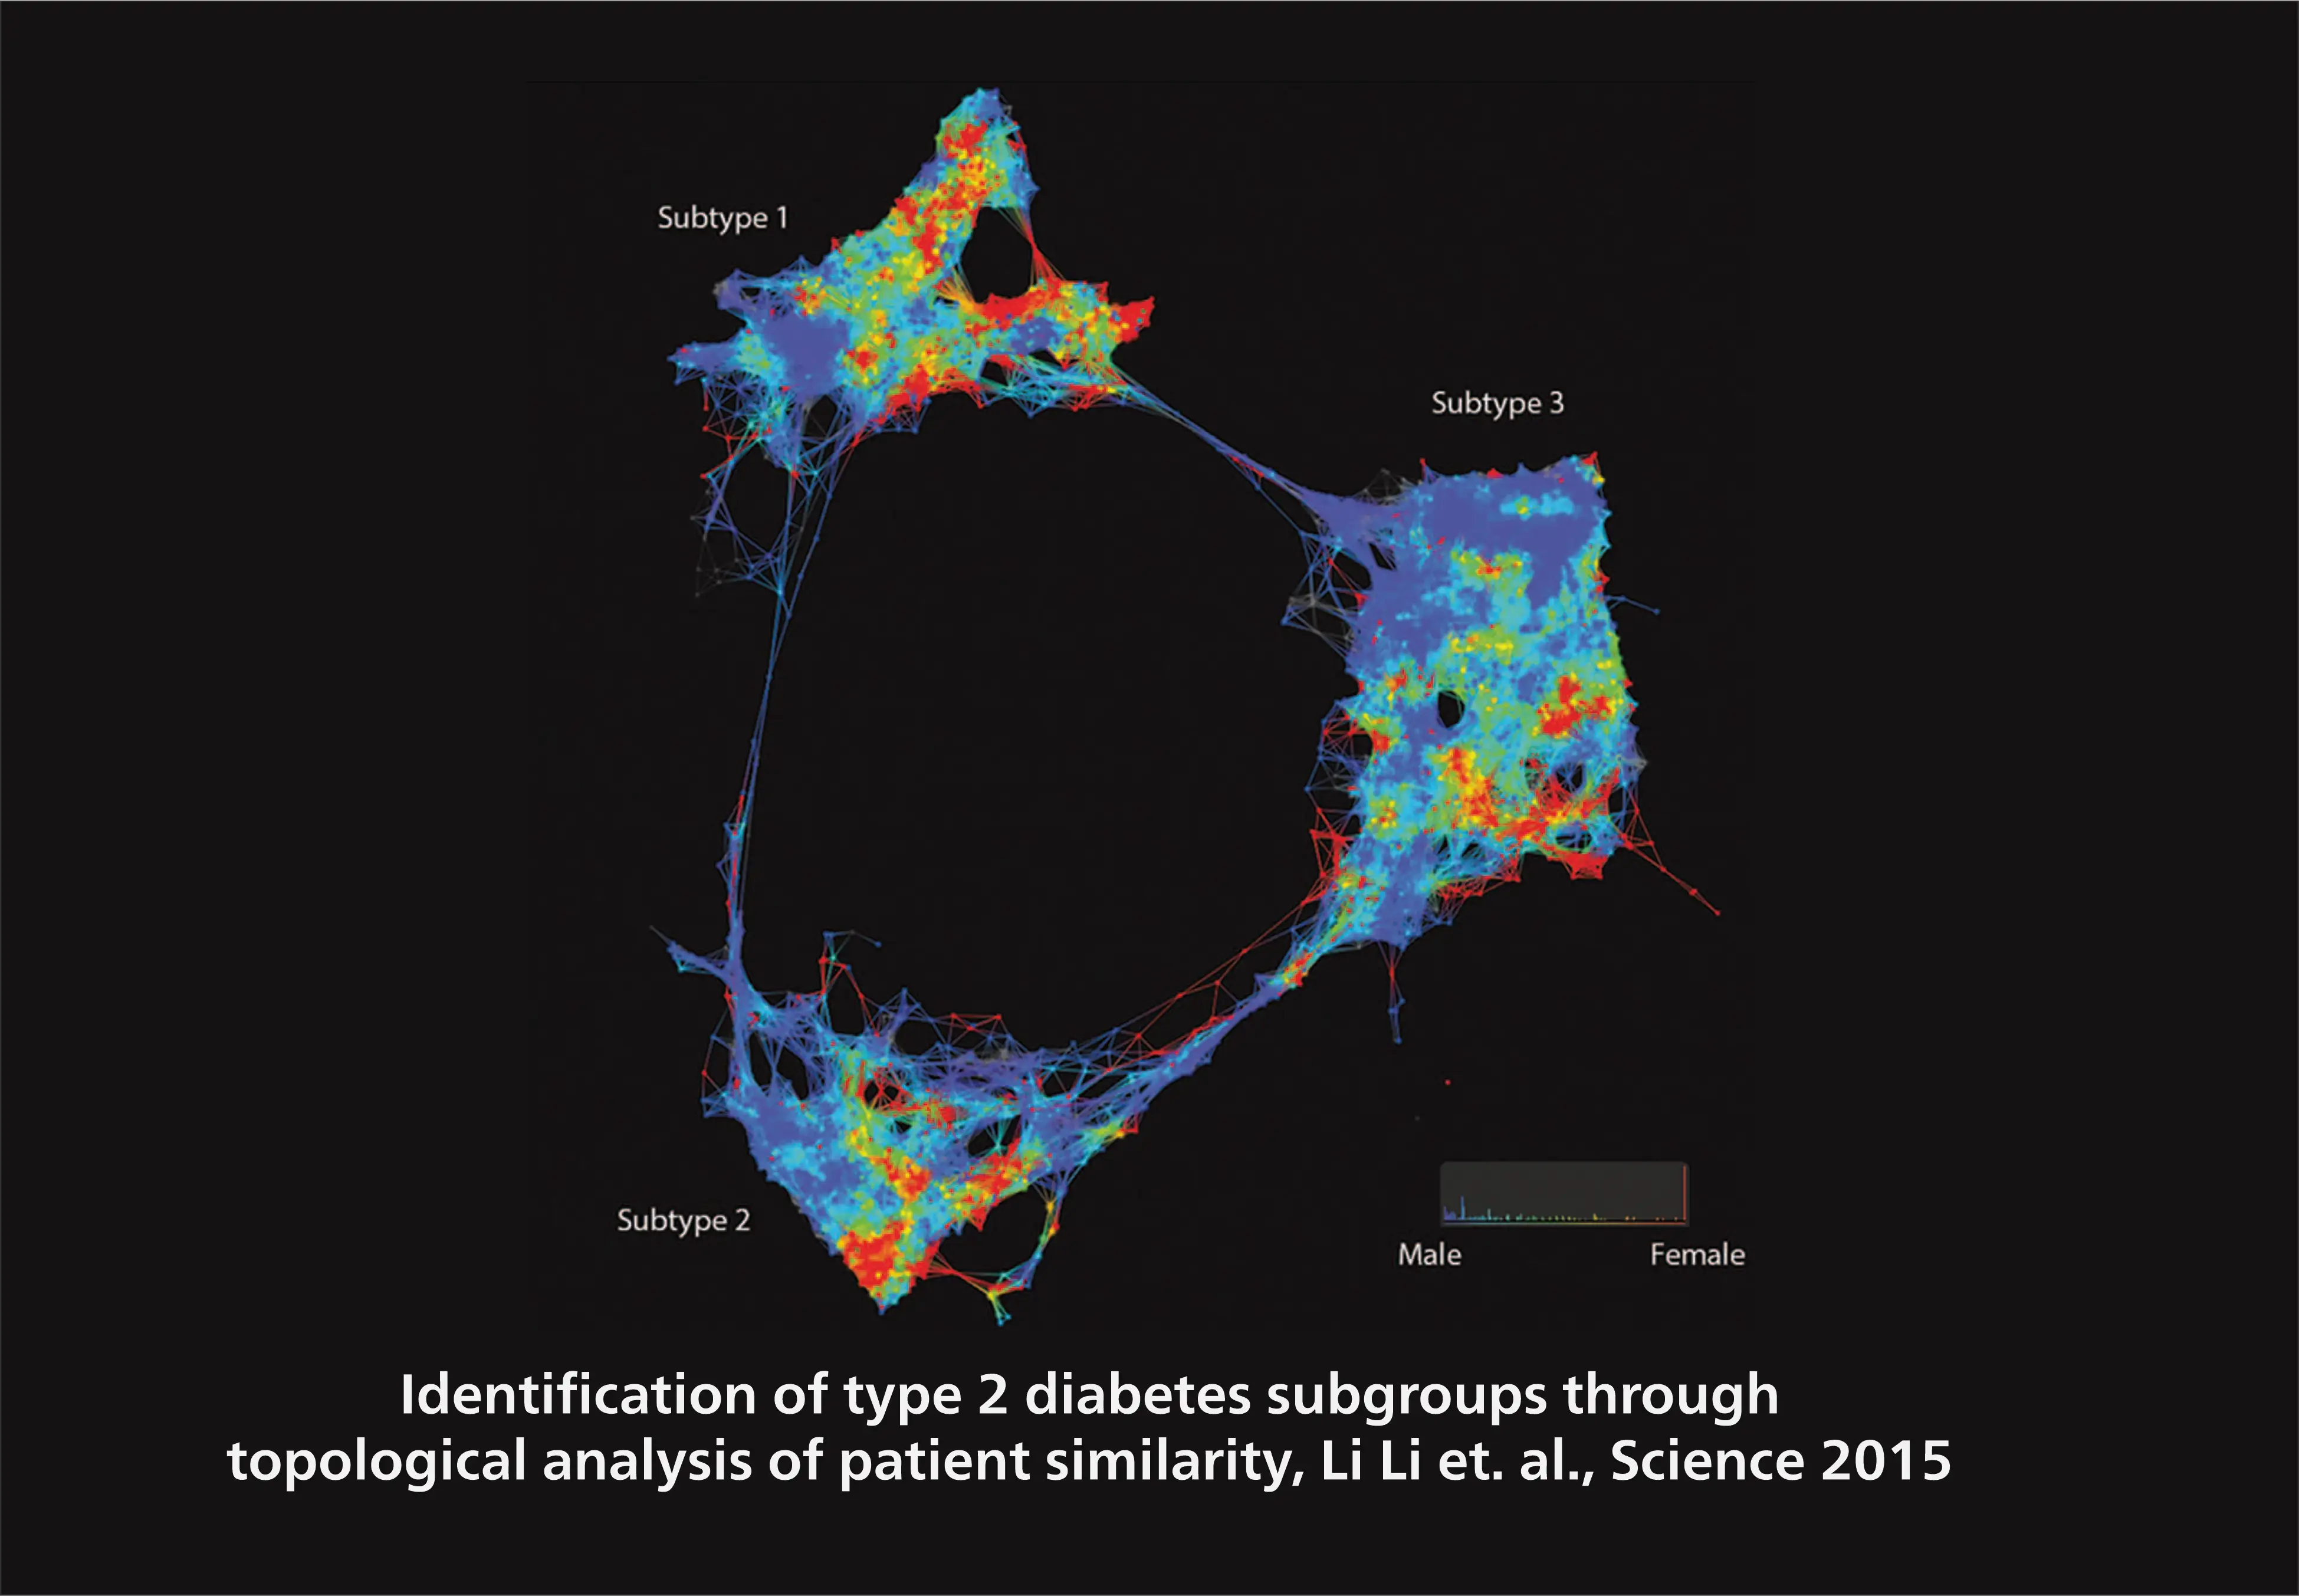 Subtype 1
Subtype 3
Subtype 2
Male
Female
Identification of type 2 diabetes subgroups through
topological analysis of patient similarity, Li Li et. al., Science 2015